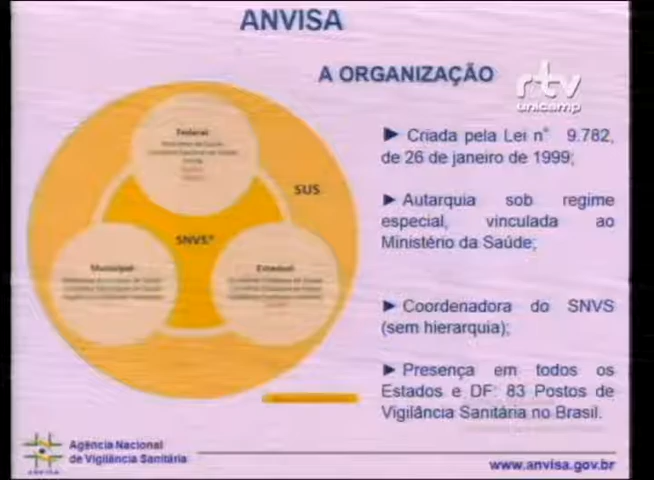 ANVISA
A ORGANIZAÇÃO
rtv
unicamp
► Criada pela Lei n° 9.782,
de 26 de janeiro de 1999;
► Autarquia sob regime
especial, vinculada ao
Ministério da Saúde;
► Coordenadora do SNVS
(sem hierarquia);
► Presença em todos os
Estados e DF: 83 Postos de
Vigilância Sanitária no Brasil.
Federal
SUS
SNVS*
Municipal
Estadual
Agência Nacional
de Vigilância Sanitária
ANVISA
www.anvisa.gov.br